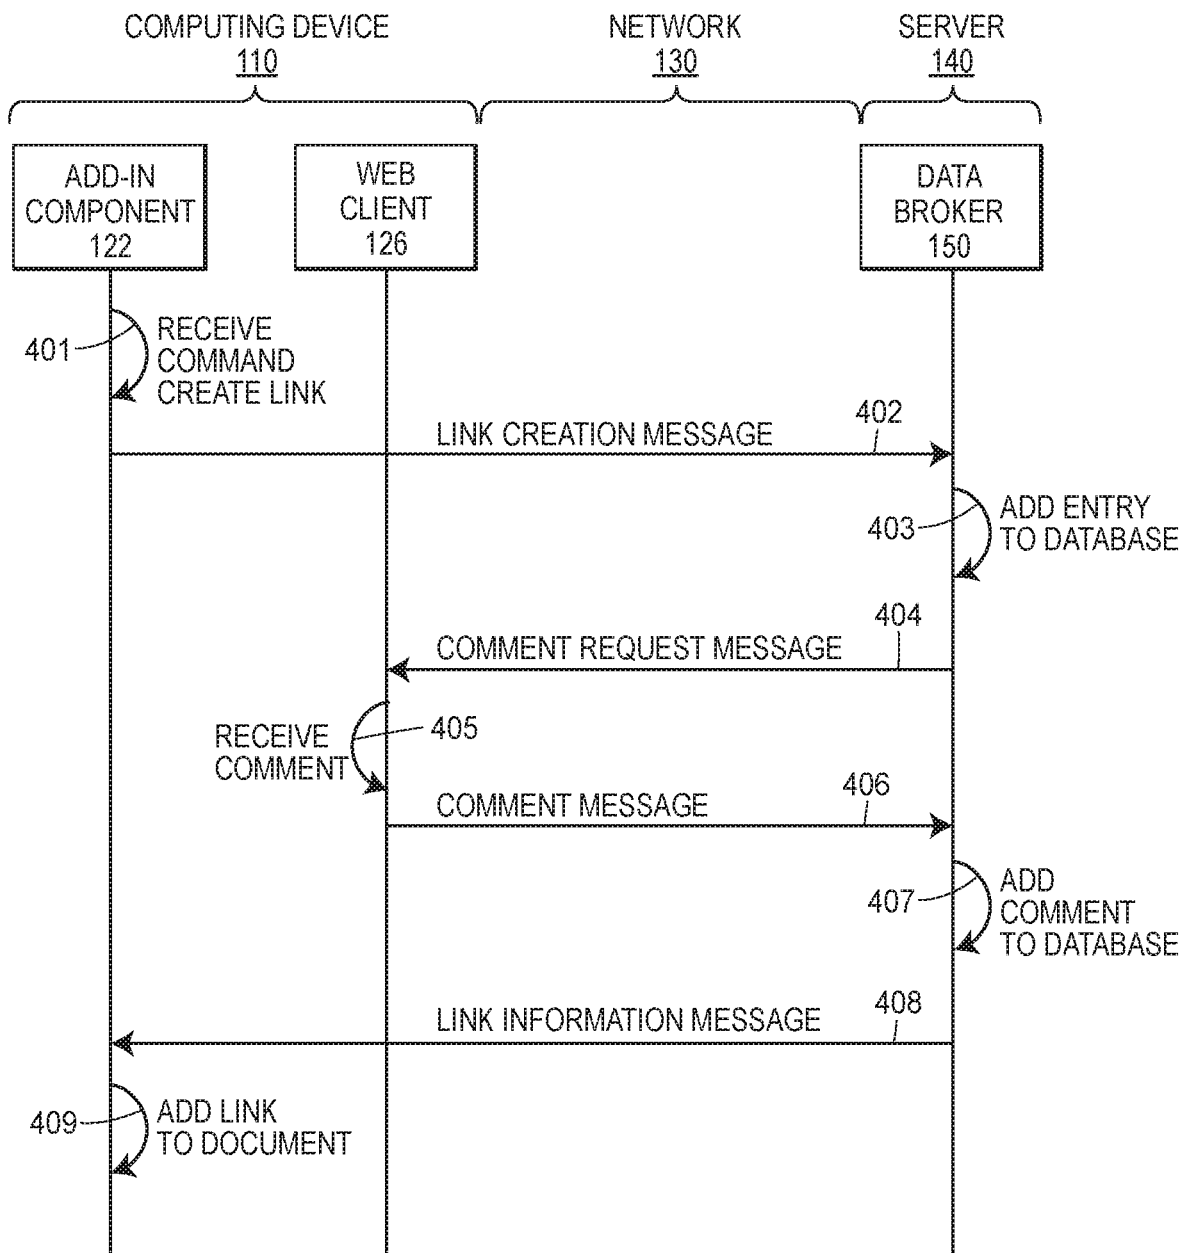 COMPUTING DEVICE
110
NETWORK
130
SERVER
140
ADD-IN
COMPONENT
122
WEB
CLIENT
126
DATA
BROKER
150
401
RECEIVE
COMMAND
CREATE LINK
LINK CREATION MESSAGE
402
403
ADD ENTRY
TO DATABASE
COMMENT REQUEST MESSAGE
404
RECEIVE
COMMENT
405
COMMENT MESSAGE
406
407
ADD
COMMENT
TO DATABASE
LINK INFORMATION MESSAGE
408
409
ADD LINK
TO DOCUMENT